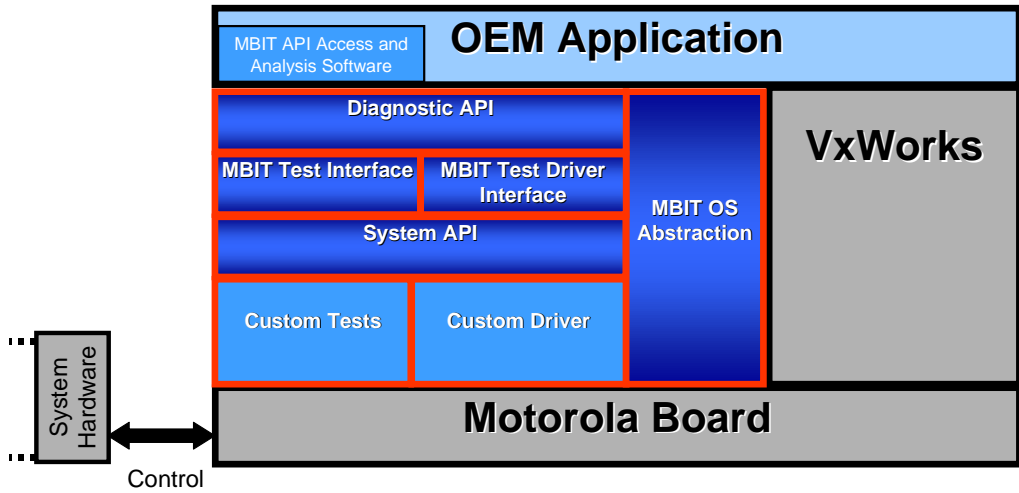 MBIT API Access and
Analysis Software
OEM Application
Diagnostic API
MBIT Test Interface
MBIT Test Driver
Interface
System API
Custom Tests
Custom Driver
MBIT OS
Abstraction
VxWorks
System
Hardware
Control
Motorola Board